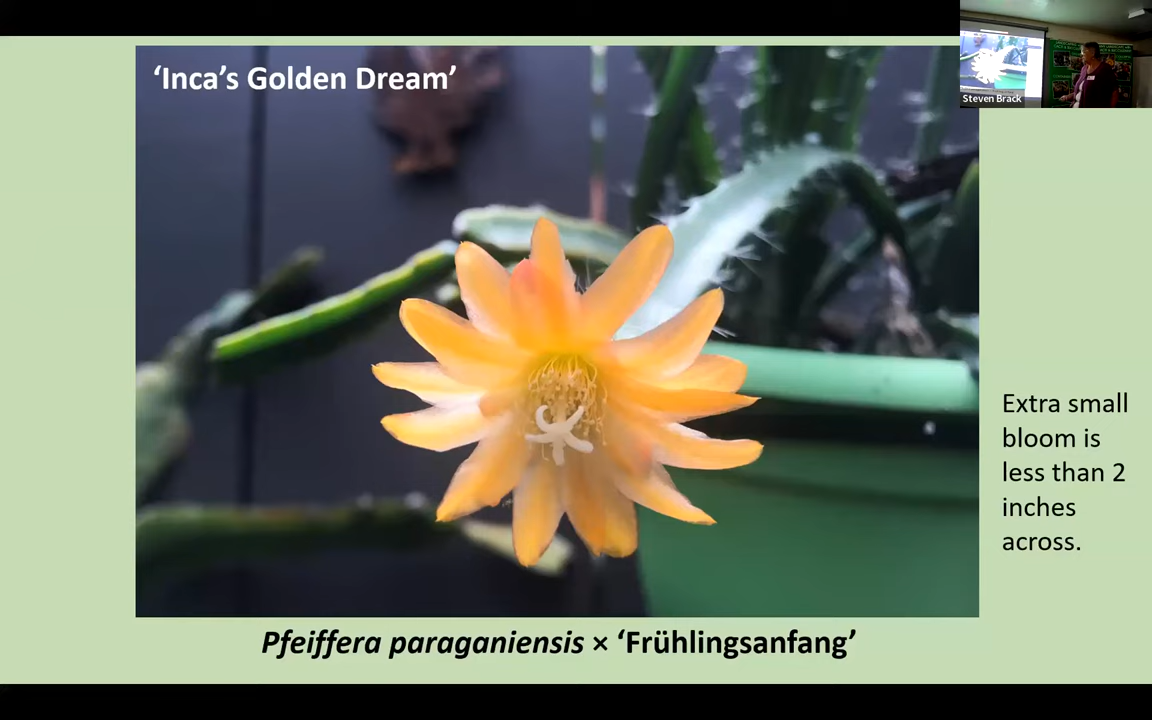 ‘Inca’s Golden Dream’
Steven Brack
Extra small
bloom is
less than 2
inches
across.
Pfeiffera paraganiensis × ‘Frühlingsanfang’